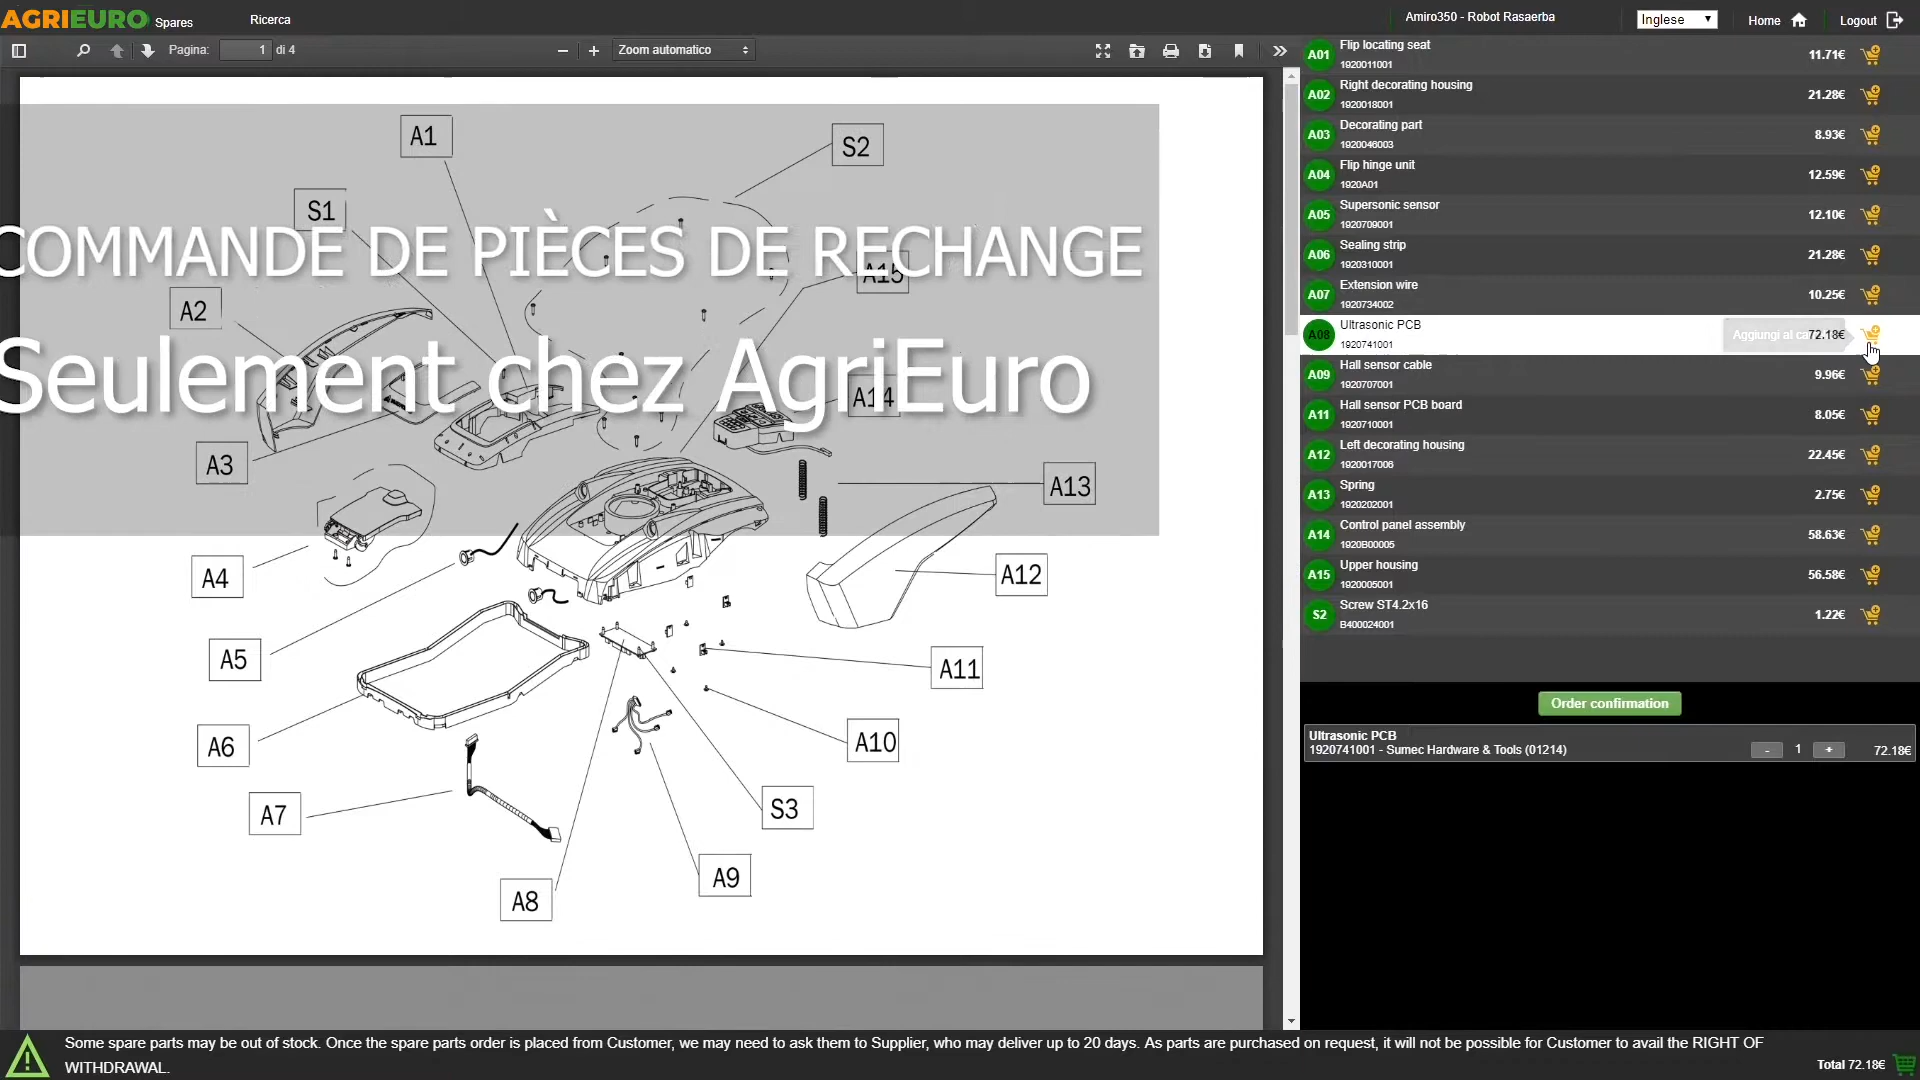 AGRIEURO Spares
Ricerca
Amiro350 - Robot Rasaerba
Inglese
Home
Logout
Pagina: 1 di 4
Zoom automatico
A1
S2
S1
COMMANDE DE PIÈCES DE RECHANGE
A15
A2
Seulement chez AgriEuro
A14
A3
A13
A4
A12
A5
A11
A6
A10
A7
S3
A9
A8
A01 Flip locating seat 11.71€
1920011001
A02 Right decorating housing 21.28€
1920018001
A03 Decorating part 8.93€
1920046003
A04 Flip hinge unit 12.59€
1920A01
A05 Supersonic sensor 12.10€
1920709001
A06 Sealing strip 21.28€
1920310001
A07 Extension wire 10.25€
1920734002
A08 Ultrasonic PCB Aggiungi al ca 72.18€
1920741001
A09 Hall sensor cable 9.96€
1920707001
A11 Hall sensor PCB board 8.05€
1920710001
A12 Left decorating housing 22.45€
1920017006
A13 Spring 2.75€
1920202001
A14 Control panel assembly 58.63€
1920B00005
A15 Upper housing 56.58€
1920005001
S2 Screw ST4.2x16 1.22€
B400024001
Order confirmation
Ultrasonic PCB
1920741001 - Sumec Hardware & Tools (01214) - 1 + 72.18€
Some spare parts may be out of stock. Once the spare parts order is placed from Customer, we may need to ask them to Supplier, who may deliver up to 20 days. As parts are purchased on request, it will not be possible for Customer to avail the RIGHT OF
WITHDRAWAL.
Total 72.18€